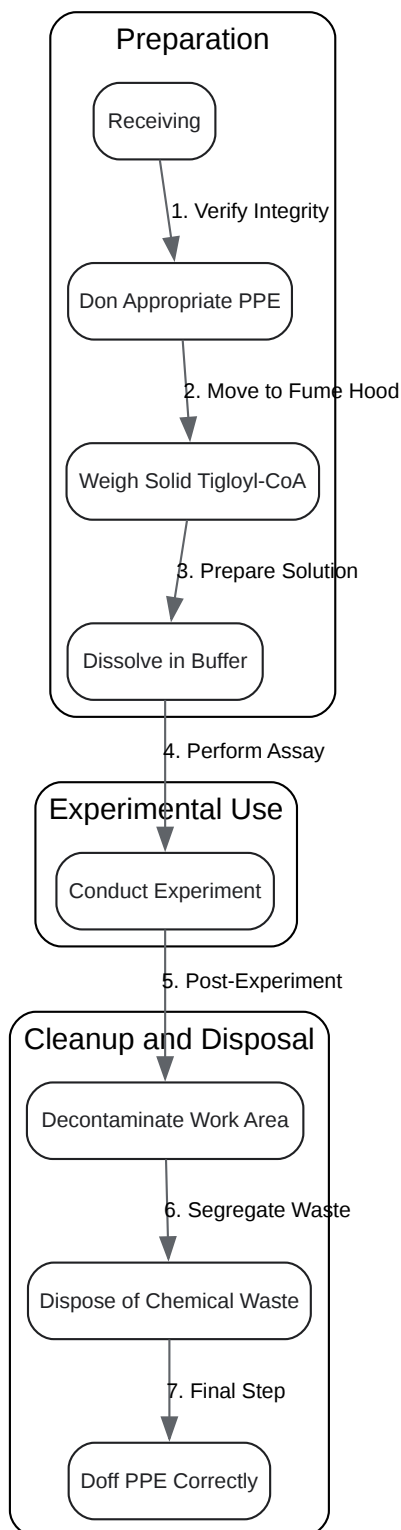 Preparation
Receiving
1. Verify Integrity
Don Appropriate PPE
2. Move to Fume Hood
Weigh Solid Tigloyl-CoA
3. Prepare Solution
Dissolve in Buffer
4. Perform Assay
Experimental Use
Conduct Experiment
5. Post-Experiment
Cleanup and Disposal
Decontaminate Work Area
6. Segregate Waste
Dispose of Chemical Waste
7. Final Step
Doff PPE Correctly